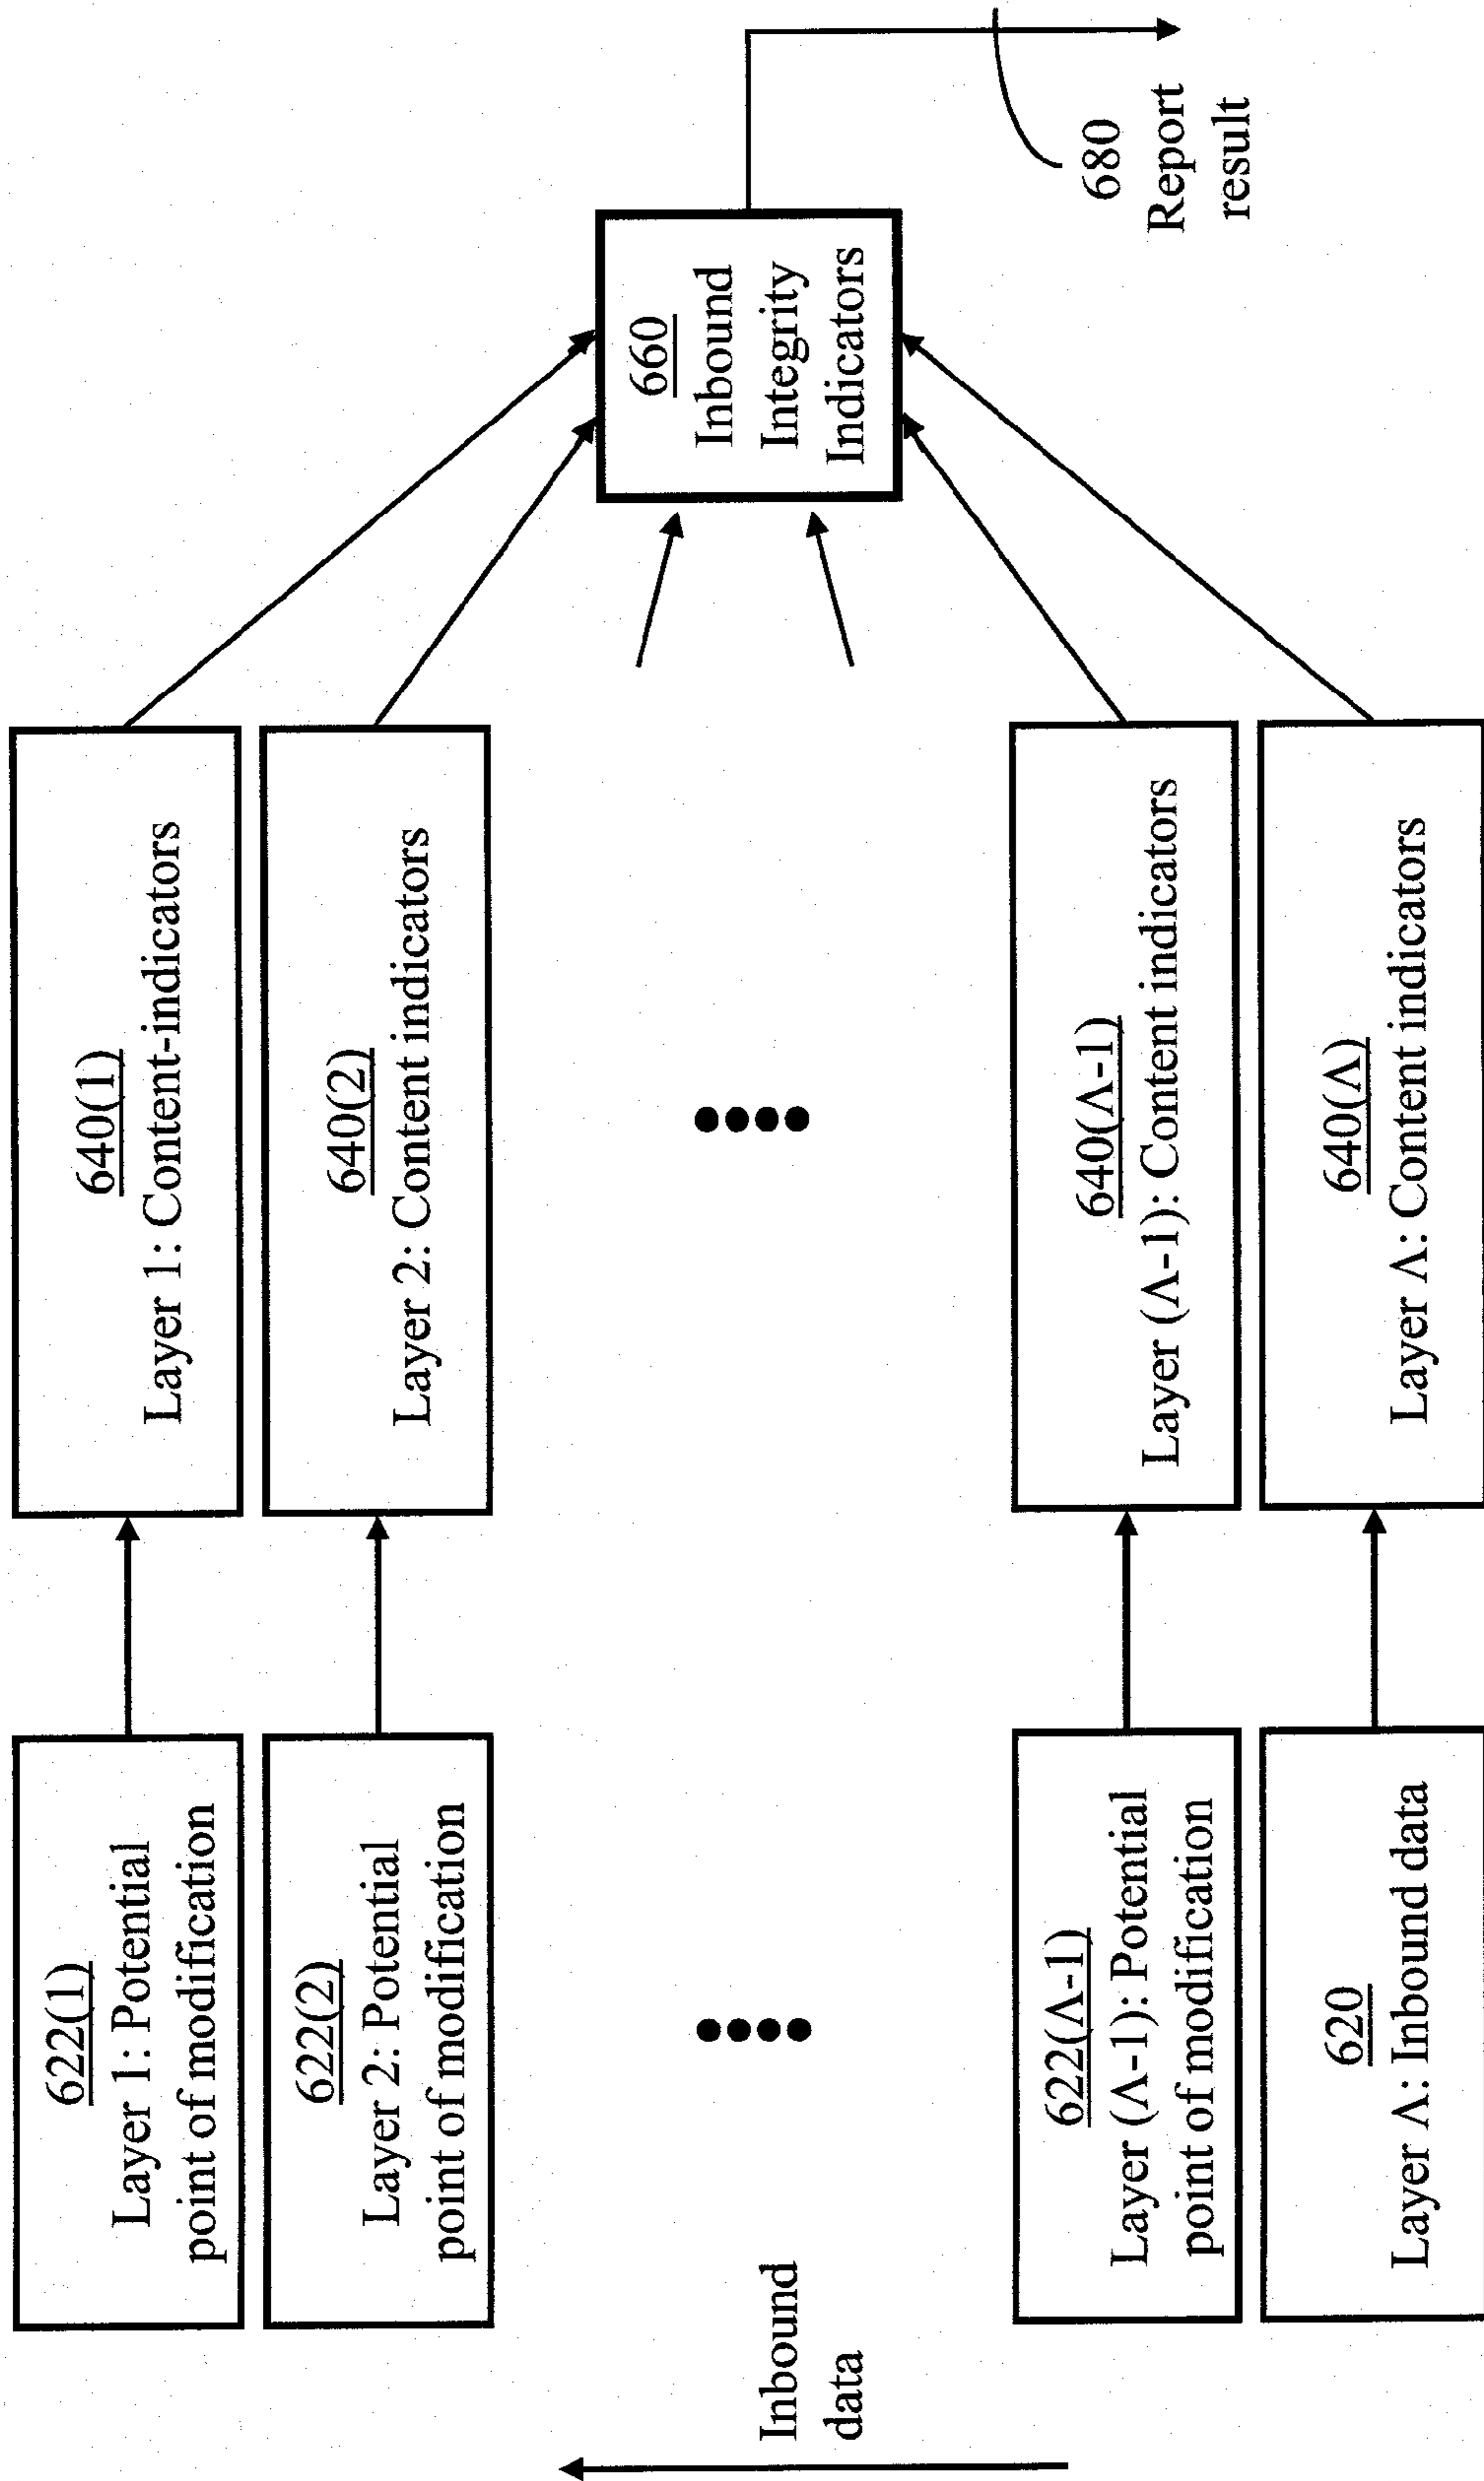 622(1)
Layer 1: Potential
point of modification
640(1)
Layer 1: Content-indicators
622(2)
Layer 2: Potential
point of modification
640(2)
Layer 2: Content indicators
Inbound
data
660
Inbound
Integrity
Indicators
680
Report
result
622(Λ-1)
Layer (Λ-1): Potential
point of modification
640(Λ-1)
Layer (Λ-1): Content indicators
620
Layer Λ: Inbound data
640(Λ)
Layer Λ: Content indicators